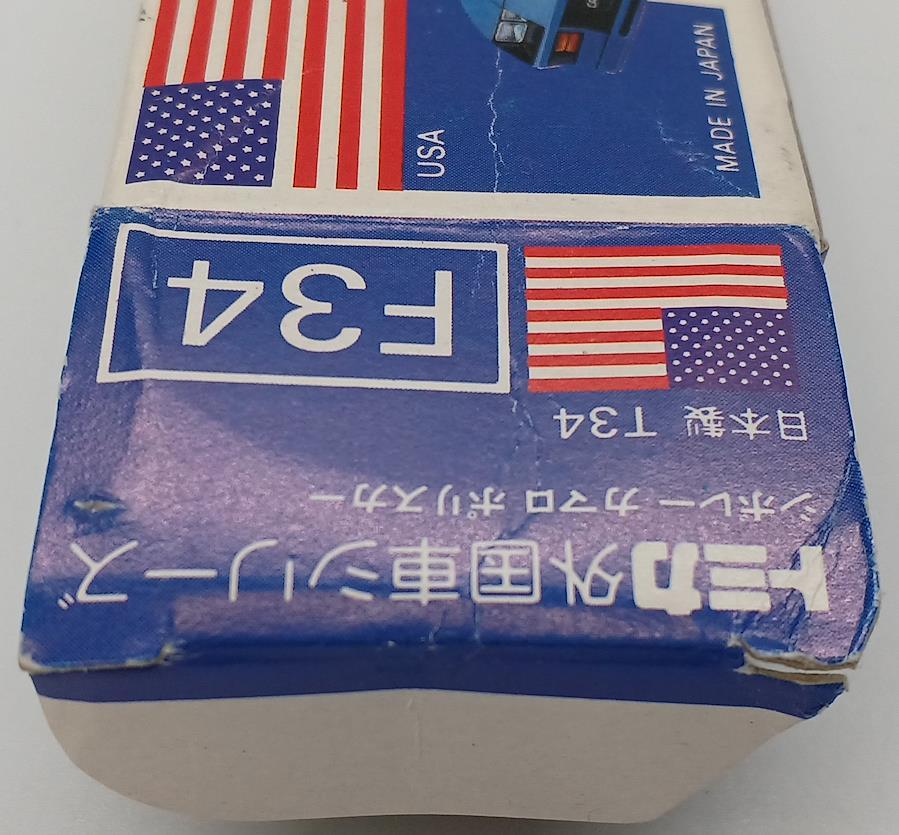 トミカ外国車シリーズ
シボレー カマロ ポリスカー
日本製 T34
F34
USA
MADE IN JAPAN